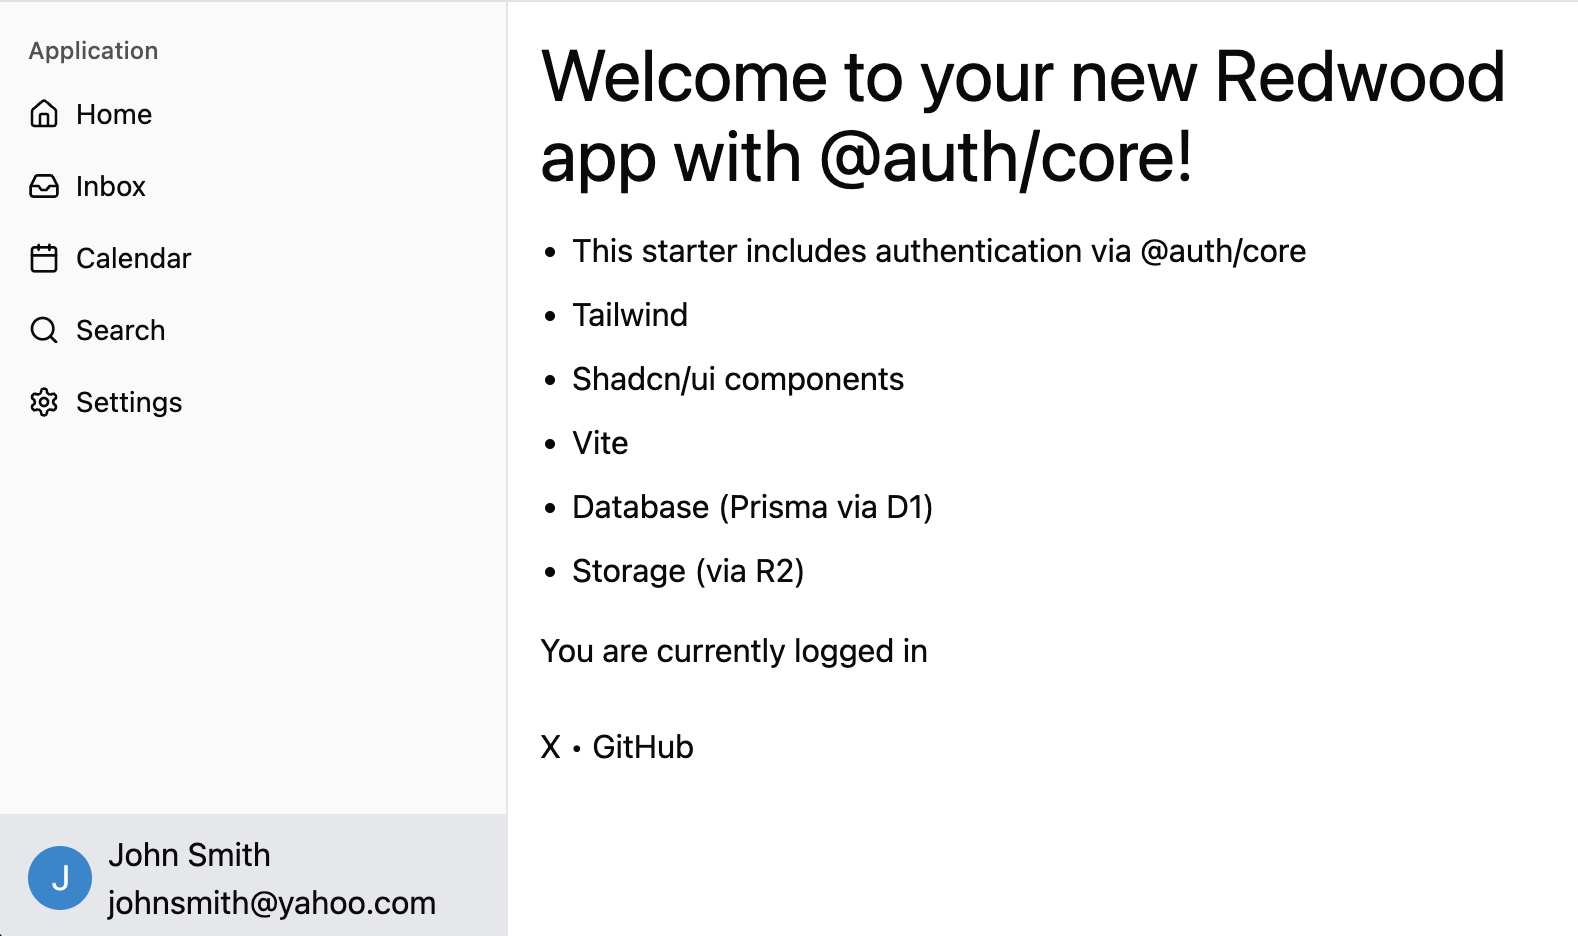 Application
Home
Inbox
Calendar
Search
Settings
J
John Smith
johnsmith@yahoo.com
Welcome to your new Redwood
app with @auth/core!
• This starter includes authentication via @auth/core
• Tailwind
• Shadcn/ui components
• Vite
• Database (Prisma via D1)
• Storage (via R2)
You are currently logged in
X • GitHub